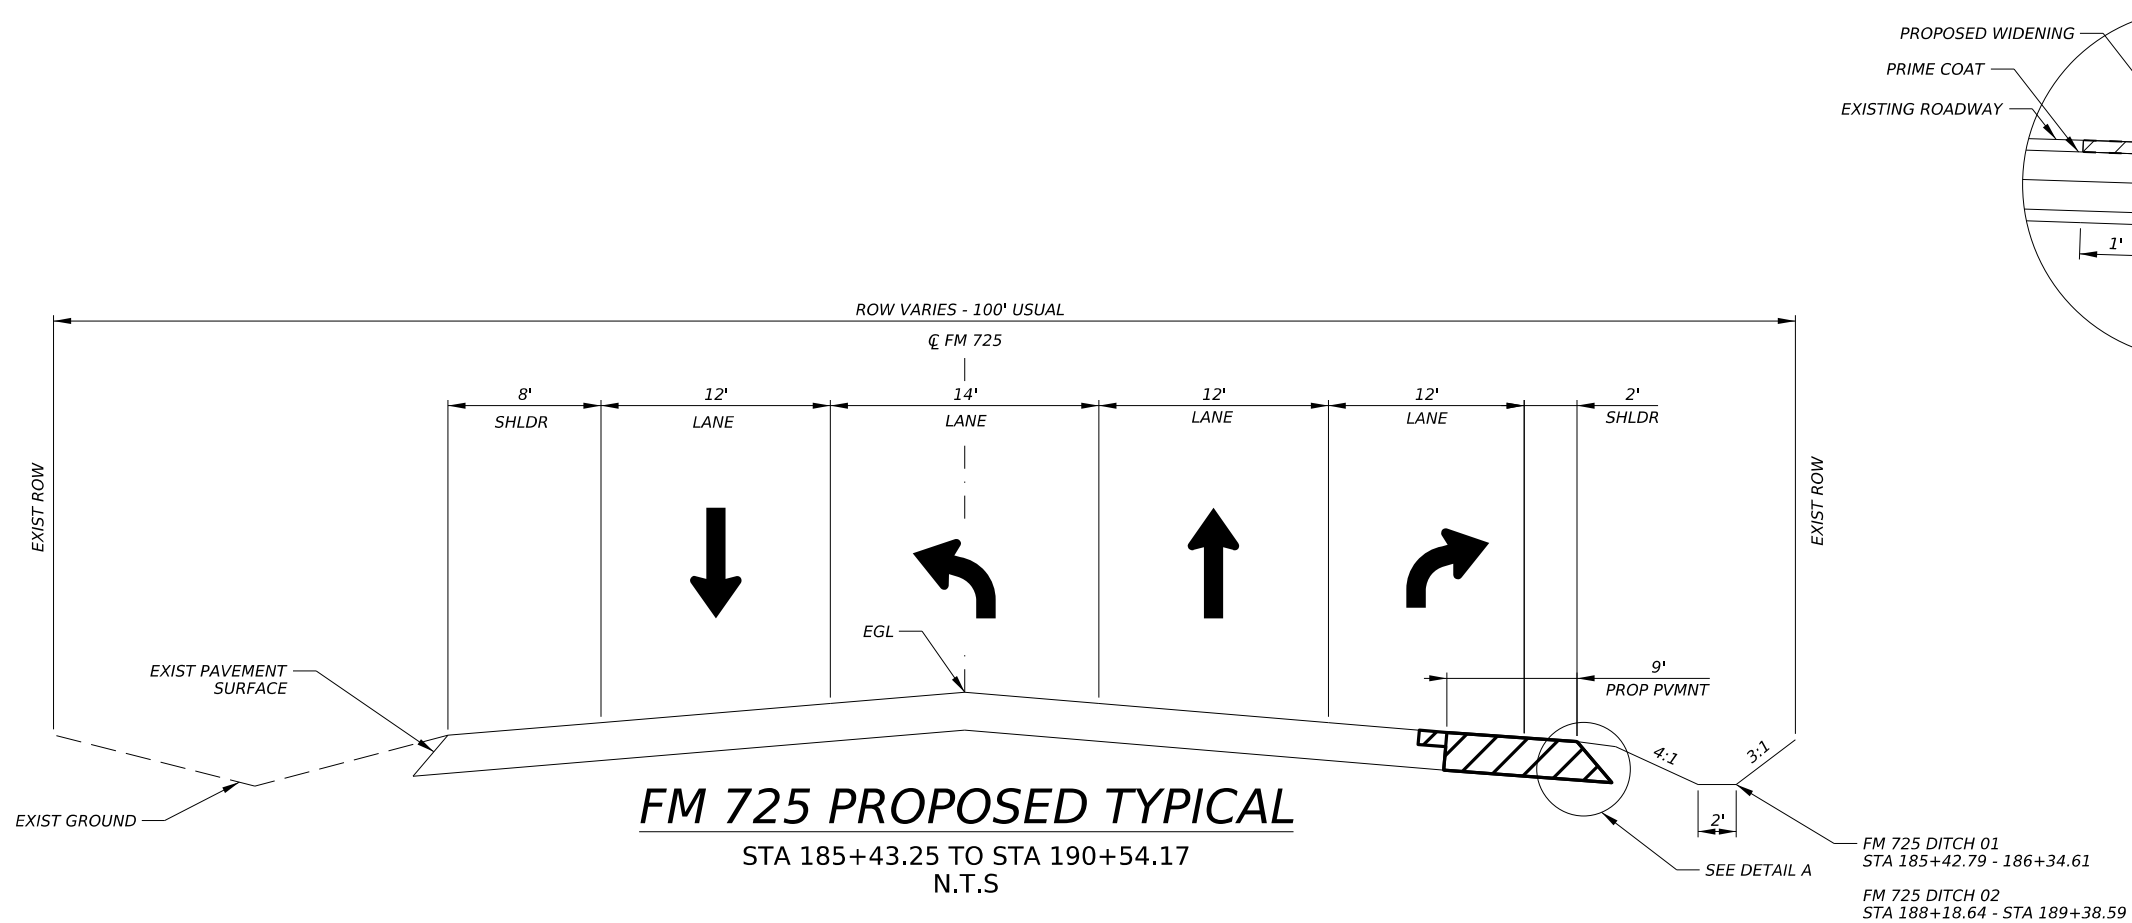 PROPOSED WIDENING
PRIME COAT
EXISTING ROADWAY
1'
ROW VARIES - 100' USUAL
℄ FM 725
8'
SHLDR
12'
LANE
14'
LANE
12'
LANE
12'
LANE
2'
SHLDR
EXIST ROW
EXIST ROW
EGL
EXIST PAVEMENT
SURFACE
9'
PROP PVMNT
4:1
3:1
EXIST GROUND
2'
FM 725 PROPOSED TYPICAL
STA 185+43.25 TO STA 190+54.17
N.T.S
SEE DETAIL A
FM 725 DITCH 01
STA 185+42.79 - 186+34.61
FM 725 DITCH 02
STA 188+18.64 - STA 189+38.59